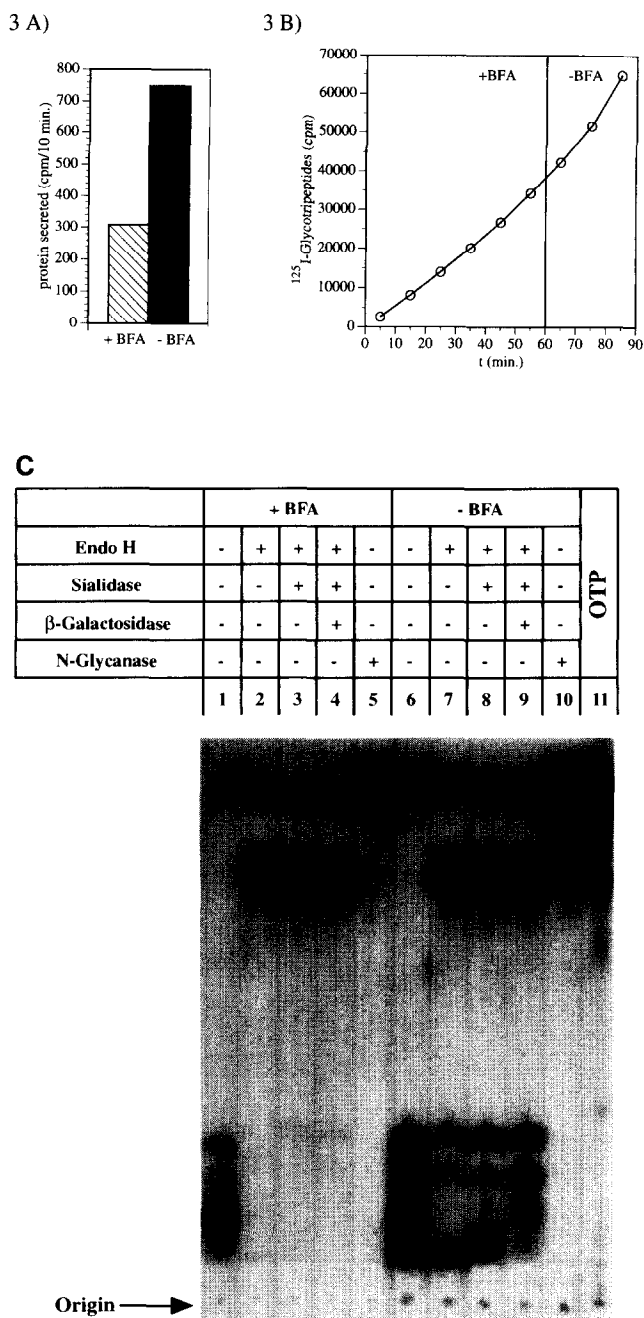 3 A)
3 B)
800
700
600
500
400
300
200
100
0
protein secreted (cpm/10 min.)
+ BFA - BFA
70000
60000
50000
40000
30000
20000
10000
0
¹²⁵I-Glycotripeptides (cpm)
+BFA
-BFA
0 10 20 30 40 50 60 70 80 90
t (min.)
C
+ BFA - BFA OTP
Endo H - + + + - - + + + -
Sialidase - - + + - - - + + -
β-Galactosidase - - - + - - - - + -
N-Glycanase - - - - + - - - - +
1 2 3 4 5 6 7 8 9 10 11
Origin